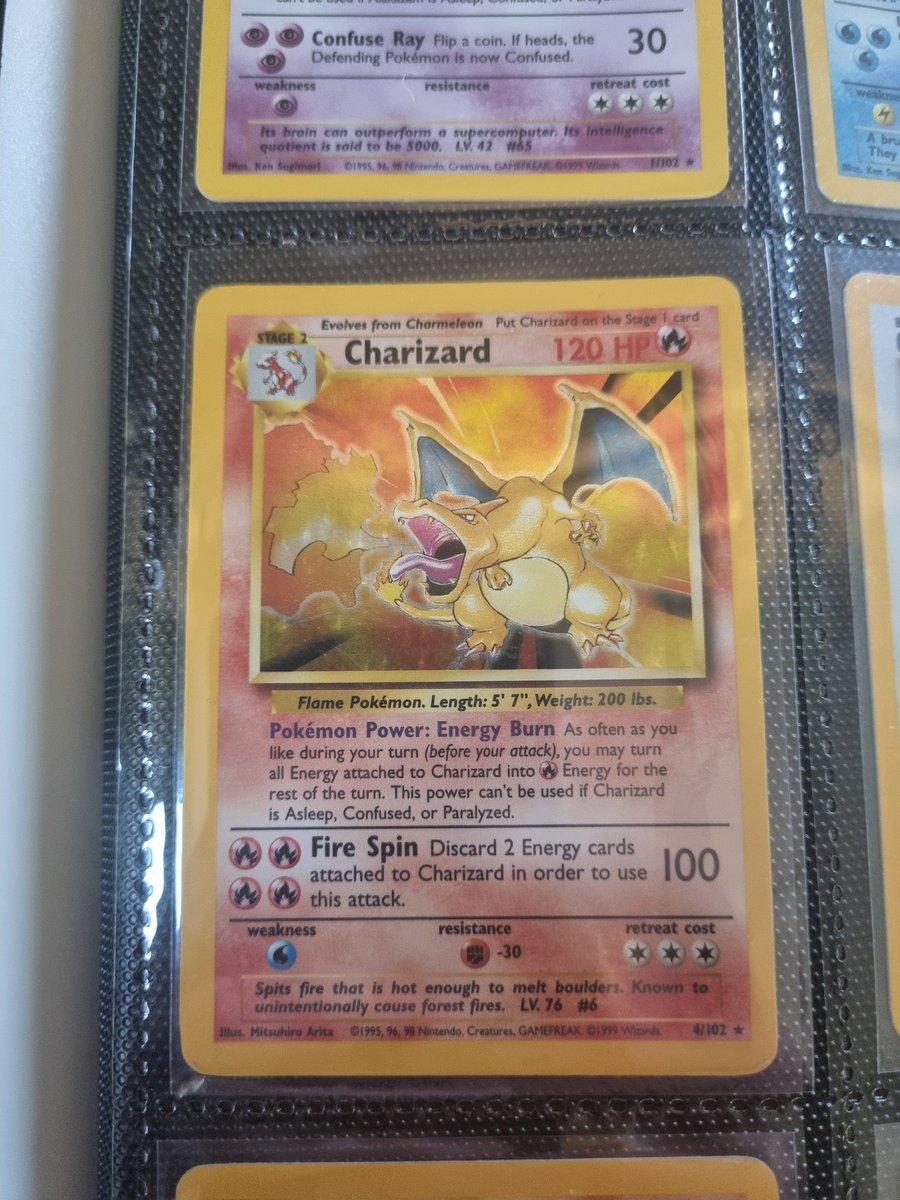 Confuse Ray Flip a coin. If heads, the 30
Defending Pokémon is now Confused.
weakness resistance retreat cost
Its brain can outperform a supercomputer. Its intelligence
quotient is said to be 5000. LV. 42 #65
Illus. Ken Sugimori ©1995, 96, 98 Nintendo, Creatures, GAMEFREAK. ©1999 Wizards. 1/102 ★
Evolves from Charmeleon Put Charizard on the Stage 1 card
STAGE 2 Charizard 120 HP
Flame Pokémon. Length: 5' 7", Weight: 200 lbs.
Pokémon Power: Energy Burn As often as you
like during your turn (before your attack), you may turn
all Energy attached to Charizard into Energy for the
rest of the turn. This power can't be used if Charizard
is Asleep, Confused, or Paralyzed.
Fire Spin Discard 2 Energy cards 100
attached to Charizard in order to use
this attack.
weakness resistance retreat cost
-30
Spits fire that is hot enough to melt boulders. Known to
unintentionally cause forest fires. LV. 76 #6
Illus. Mitsuhiro Arita ©1995, 96, 98 Nintendo, Creatures, GAMEFREAK. ©1999 Wizards. 4/102 ★
A
They
Illus. Ken